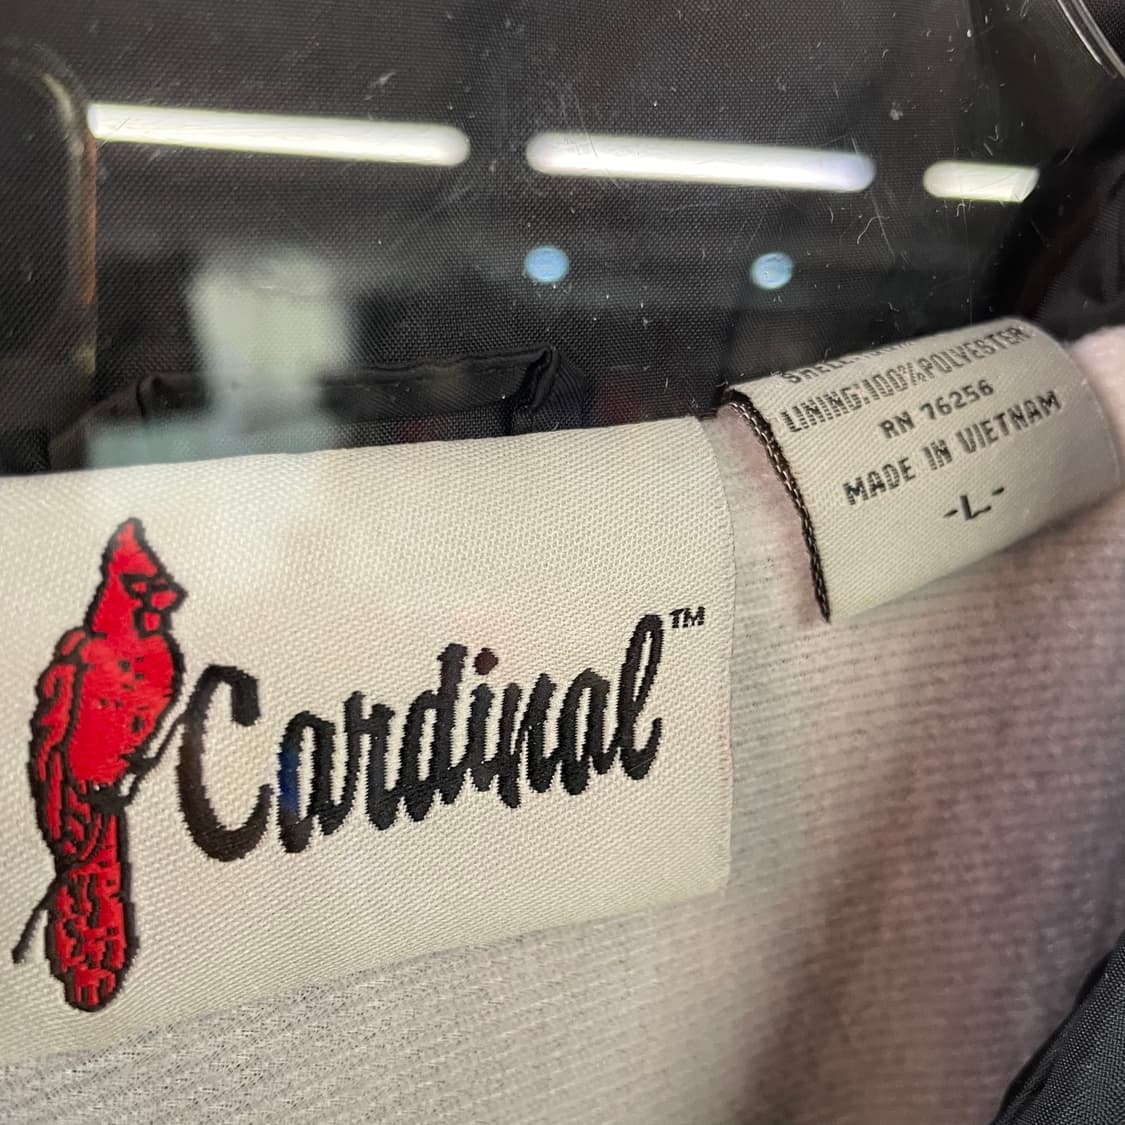 Cardinal™
LINING:100%POLYESTER
RN 76256
MADE IN VIETNAM
-L-